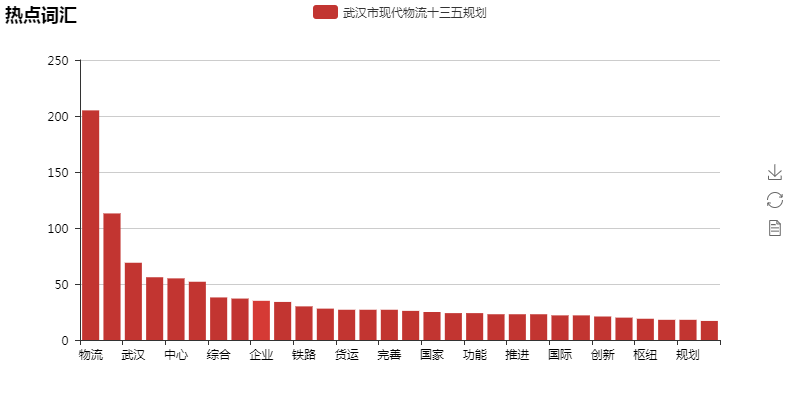 热点词汇
武汉市现代物流十三五规划
250
200
150
100
50
0
物流 武汉 中心 综合 企业 铁路 货运 完善 国家 功能 推进 国际 创新 枢纽 规划